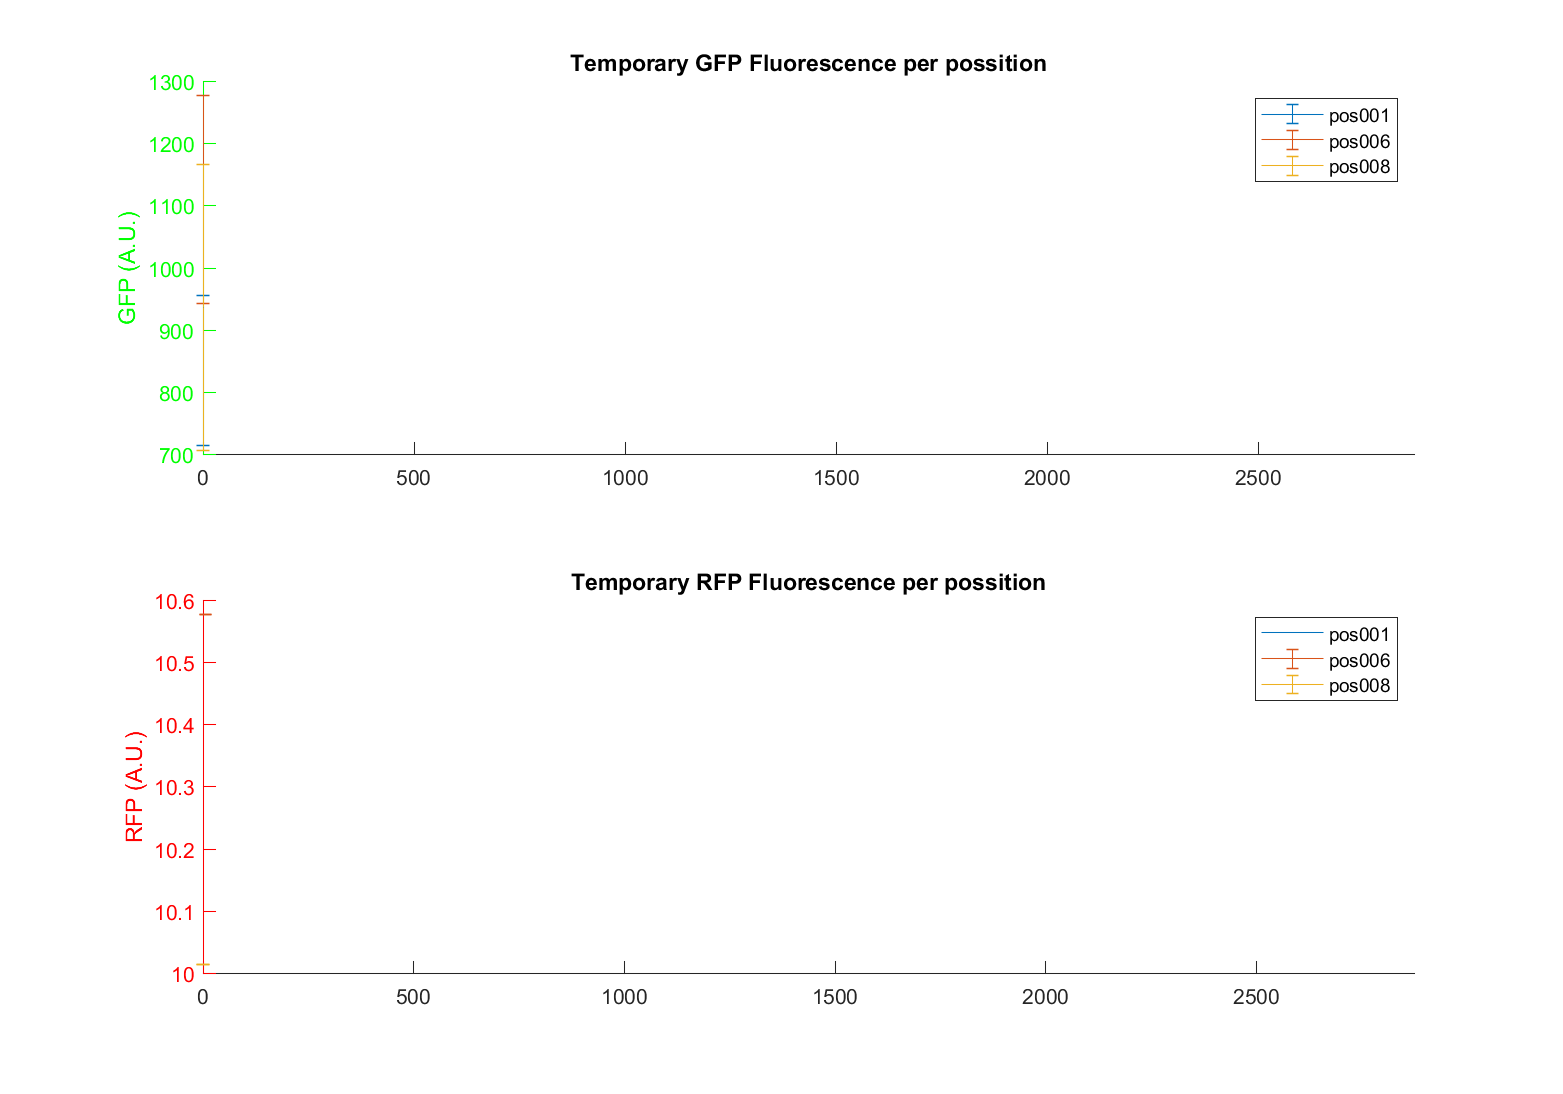 Temporary GFP Fluorescence per possition
GFP (A.U.)
1300
1200
1100
1000
900
800
700
0 500 1000 1500 2000 2500
pos001
pos006
pos008
Temporary RFP Fluorescence per possition
RFP (A.U.)
10.6
10.5
10.4
10.3
10.2
10.1
10
0 500 1000 1500 2000 2500
pos001
pos006
pos008